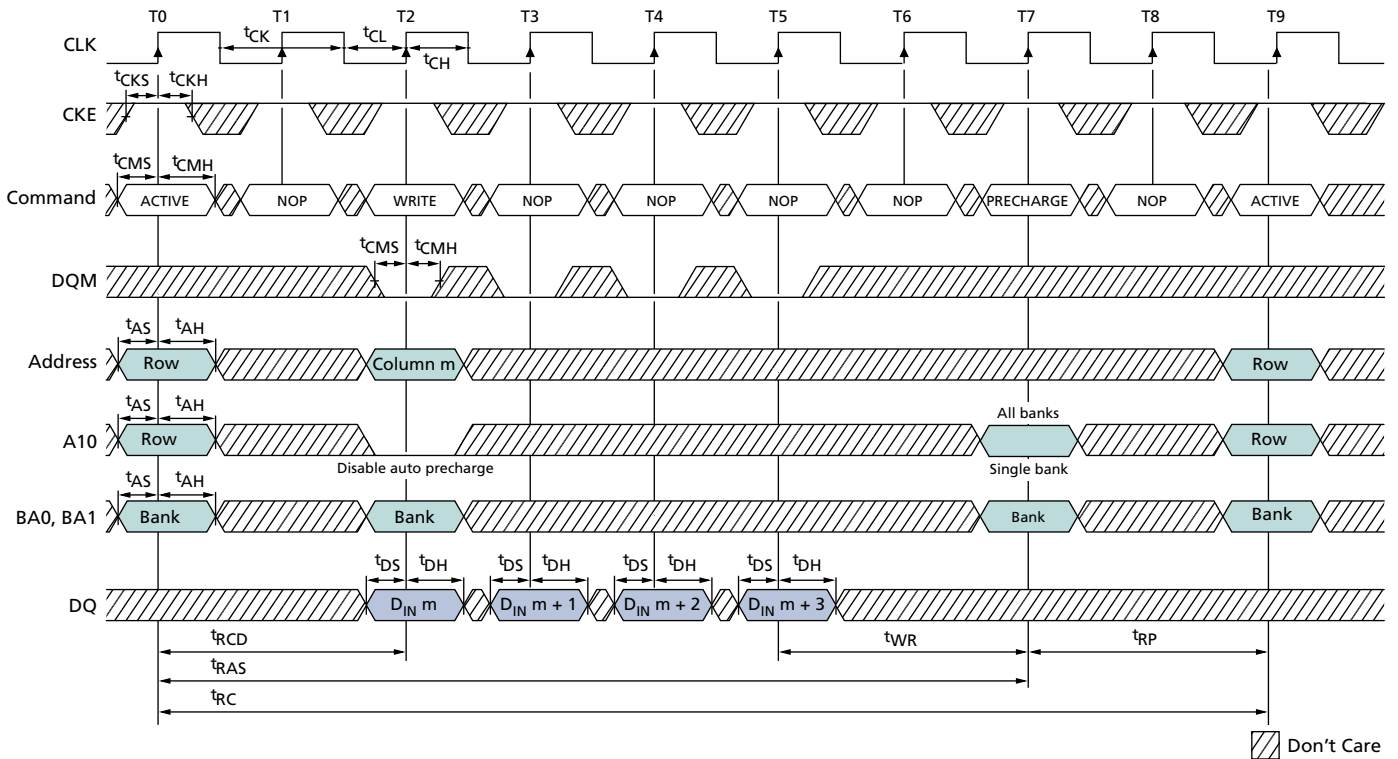 T0 T1 T2 T3 T4 T5 T6 T7 T8 T9
CLK
tCK tCL
tCH
tCKS tCKH
CKE
tCMS tCMH
Command ACTIVE NOP WRITE NOP NOP NOP NOP PRECHARGE NOP ACTIVE
tCMS tCMH
DQM
tAS tAH
Address Row Column m Row
tAS tAH
All banks
A10 Row Row
Disable auto precharge Single bank
tAS tAH
BA0, BA1 Bank Bank Bank Bank
tDS tDH tDS tDH tDS tDH tDS tDH
DQ DIN m DIN m + 1 DIN m + 2 DIN m + 3
tRCD tWR tRP
tRAS
tRC
Don't Care